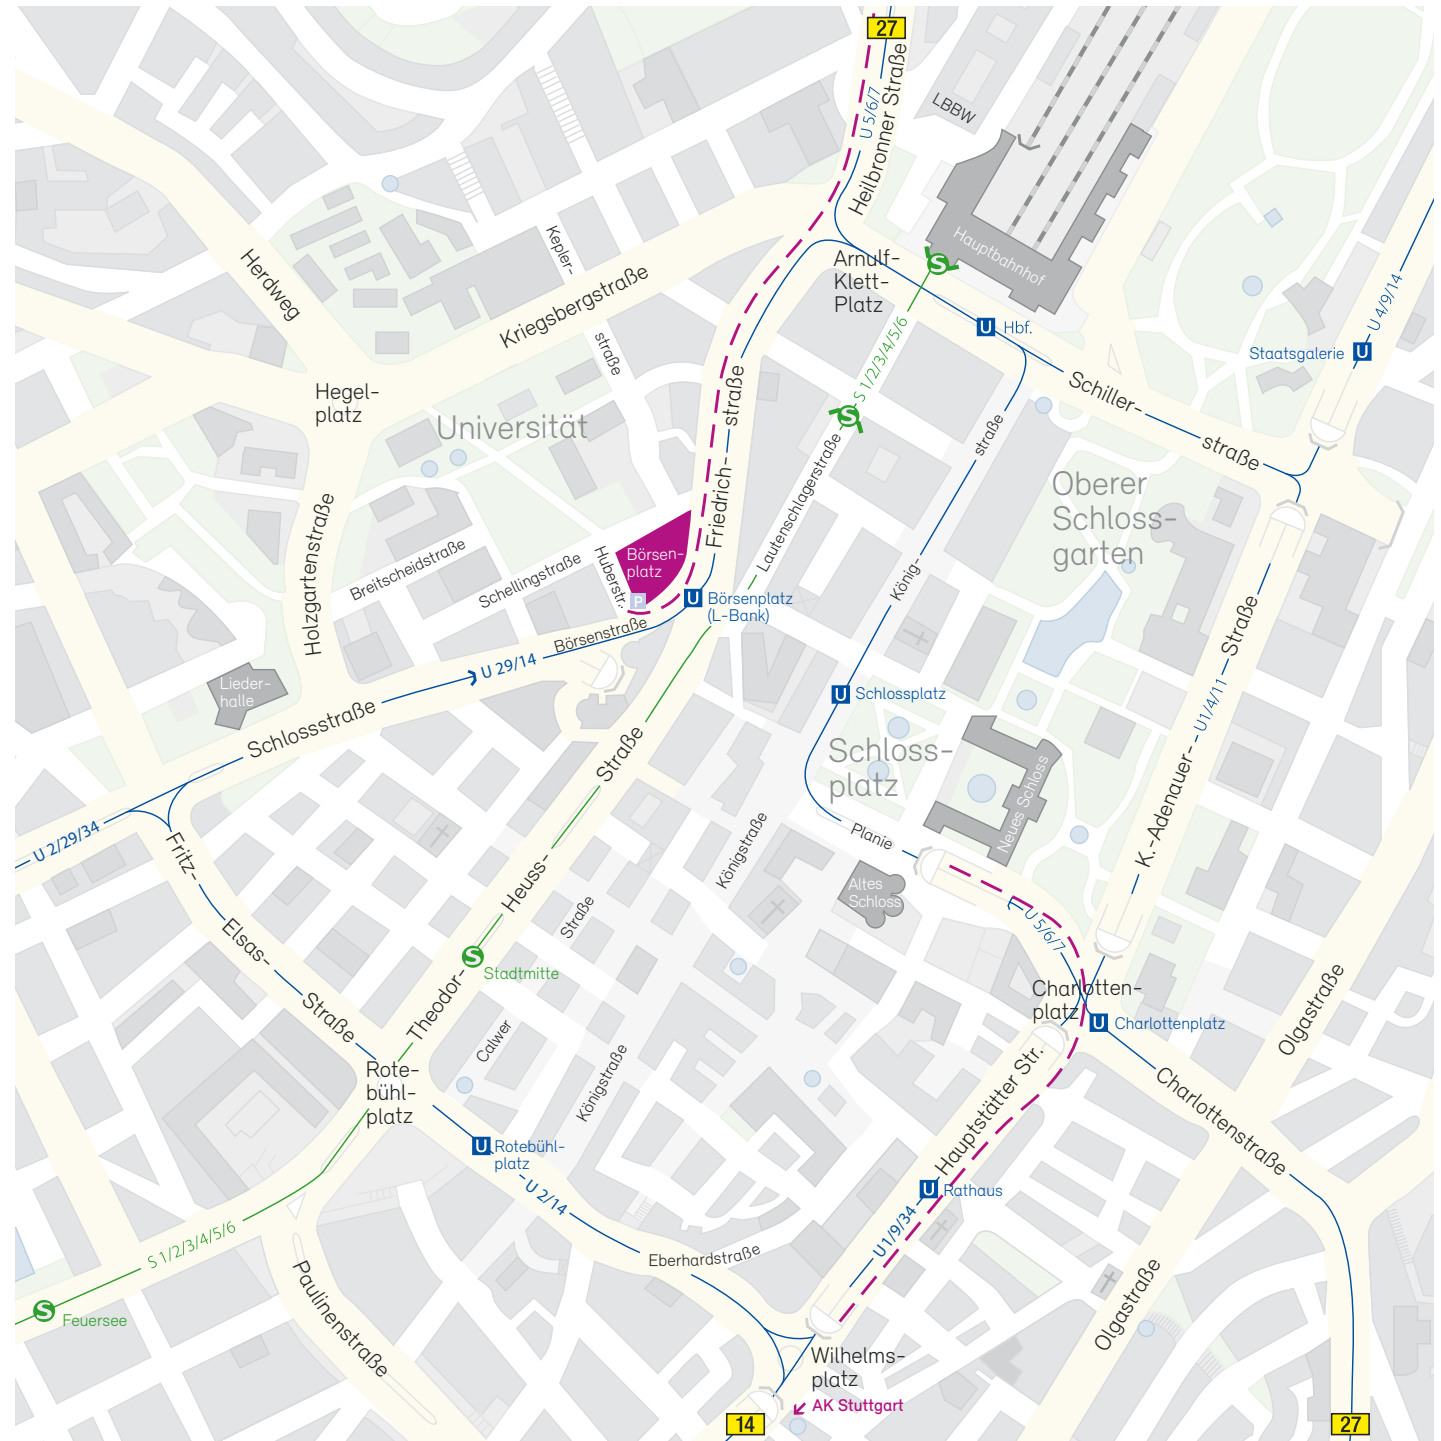 27
U 5/6/7
Heilbronner Straße
LBBW
Hauptbahnhof
Arnulf-
Klett-
Platz
S
U Hbf.
U 4/9/14
Staatsgalerie U
Herdweg
Kepler-
straße
Kriegsbergstraße
Hegel-
platz
Universität
S 1/2/3/4/5/6
S
Lautenschlagerstraße
Friedrich-
straße
König-
straße
Schiller-
straße
Oberer
Schloss-
garten
Holzgartenstraße
Breitscheidstraße
Schellingstraße
Huberstr.
Börsen-
platz
P
U Börsenplatz
(L-Bank)
Börsenstraße
U 29/14
Lieder-
halle
Schlossstraße
U 2/29/34
U Schlossplatz
Schloss-
platz
Neues Schloss
Planie
Altes
Schloss
K.-Adenauer-
U1/4/11
Straße
Fritz-
Elsas-
Straße
Theodor-
Heuss-
Straße
S
Stadtmitte
Calwer
Straße
Königstraße
Königstraße
Rote-
bühl-
platz
U Rotebühl-
platz
U 2/14
U 5/6/7
Charlotten-
platz
U Charlottenplatz
Charlottenstraße
Olgastraße
Hauptstätter Str.
U Rathaus
U1/9/34
Eberhardstraße
S 1/2/3/4/5/6
S
Feuersee
Paulinenstraße
Olgastraße
Wilhelms-
platz
AK Stuttgart
14
27